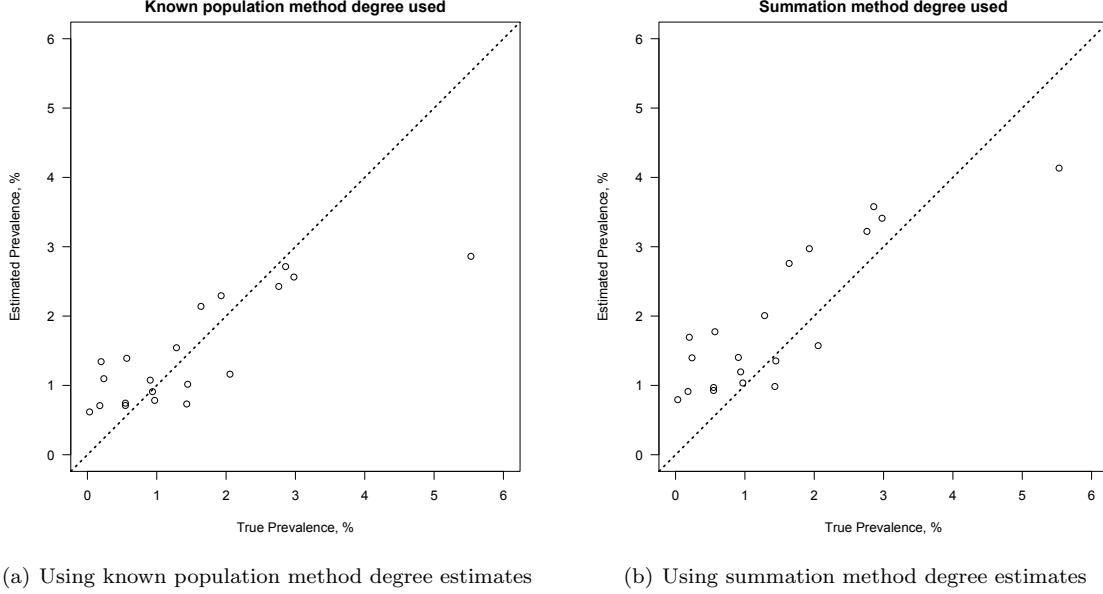 Known population method degree used
Summation method degree used
6
5
4
3
2
1
0
Estimated Prevalence, %
0 1 2 3 4 5 6
True Prevalence, %
6
5
4
3
2
1
0
Estimated Prevalence, %
0 1 2 3 4 5 6
True Prevalence, %
(a) Using known population method degree estimates
(b) Using summation method degree estimates